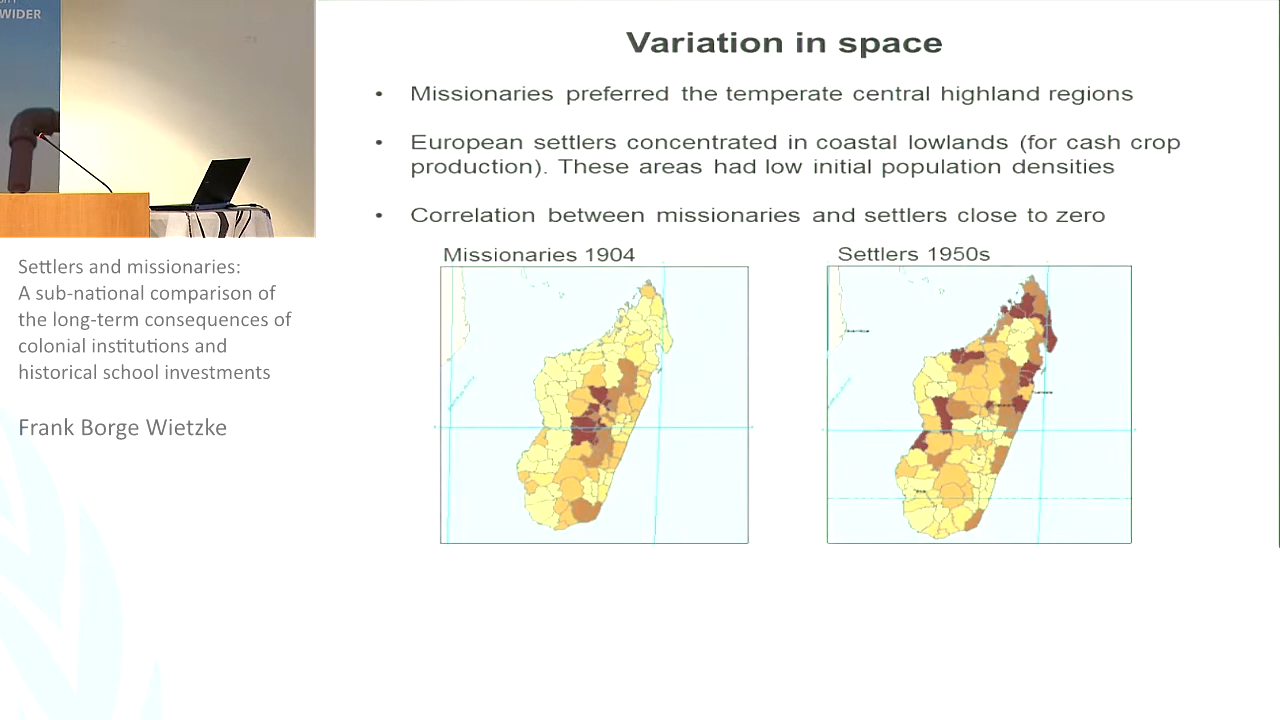 WIDER
Variation in space
• Missionaries preferred the temperate central highland regions
• European settlers concentrated in coastal lowlands (for cash crop
production). These areas had low initial population densities
• Correlation between missionaries and settlers close to zero
Missionaries 1904
Settlers 1950s
Settlers and missionaries:
A sub-national comparison of
the long-term consequences of
colonial institutions and
historical school investments
Frank Borge Wietzke